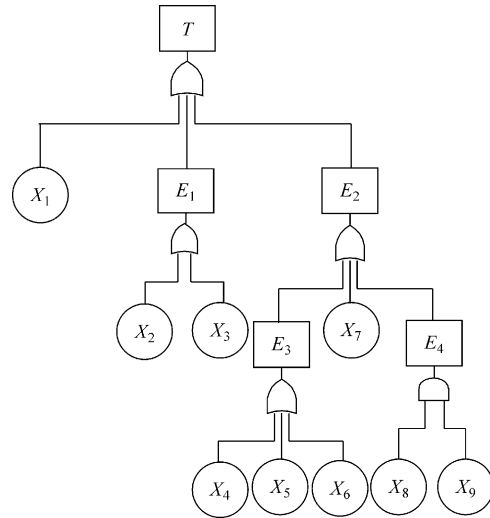 T
X₁
E₁
E₂
X₂
X₃
E₃
X₇
E₄
X₄
X₅
X₆
X₈
X₉